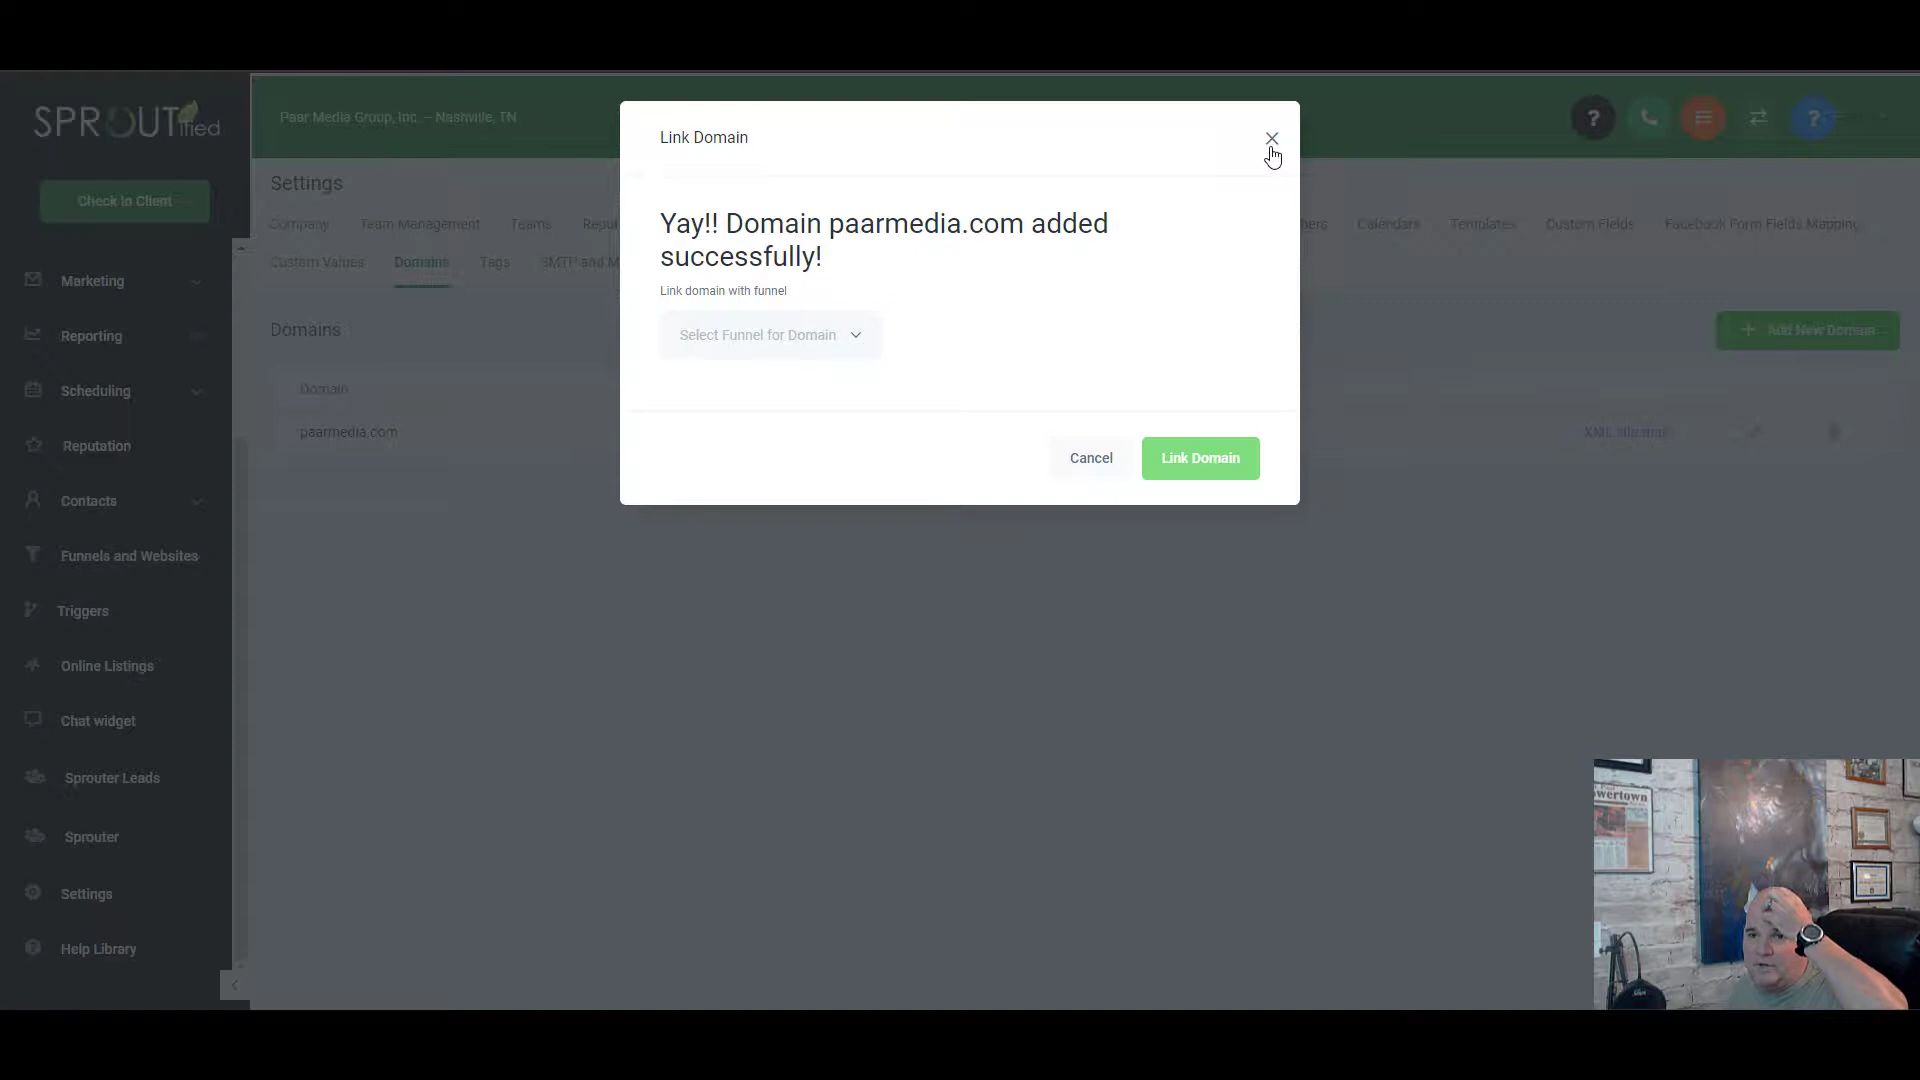 SPROUTified
Paar Media Group, Inc. – Nashville, TN
? ?
Link Domain
Check In Client
Settings
Company Team Management Teams Calendars Templates Custom Fields Facebook Form Fields Mapping
Custom Values Domains Tags SMTP and
Yay!! Domain paarmedia.com added
successfully!
Link domain with funnel
Select Funnel for Domain
Cancel Link Domain
Domains
+ Add New Domain
Domain
paarmedia.com
XML Sitemap
Marketing
Reporting
Scheduling
Reputation
Contacts
Funnels and Websites
Triggers
Online Listings
Chat widget
Sprouter Leads
Sprouter
Settings
Help Library